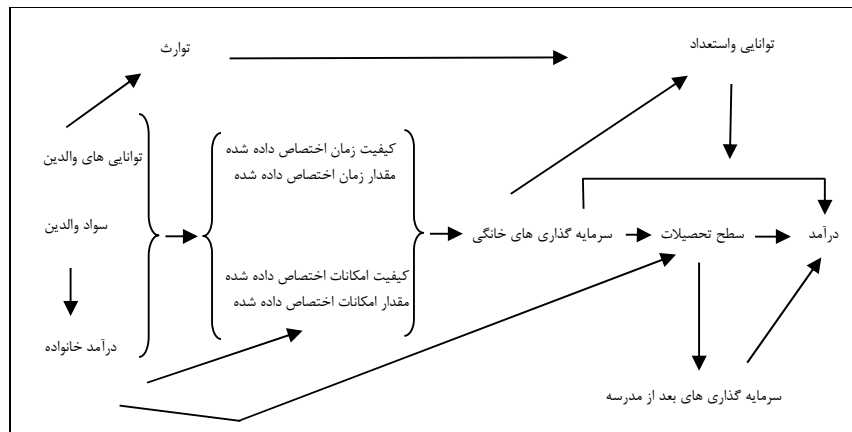 توارث
توانایی واستعداد
توانایی های والدین
کیفیت زمان اختصاص داده شده
مقدار زمان اختصاص داده شده
سواد والدین
سرمایه گذاری های خانگی
سطح تحصیلات
درآمد
کیفیت امکانات اختصاص داده شده
مقدار امکانات اختصاص داده شده
درآمد خانواده
سرمایه گذاری های بعد از مدرسه